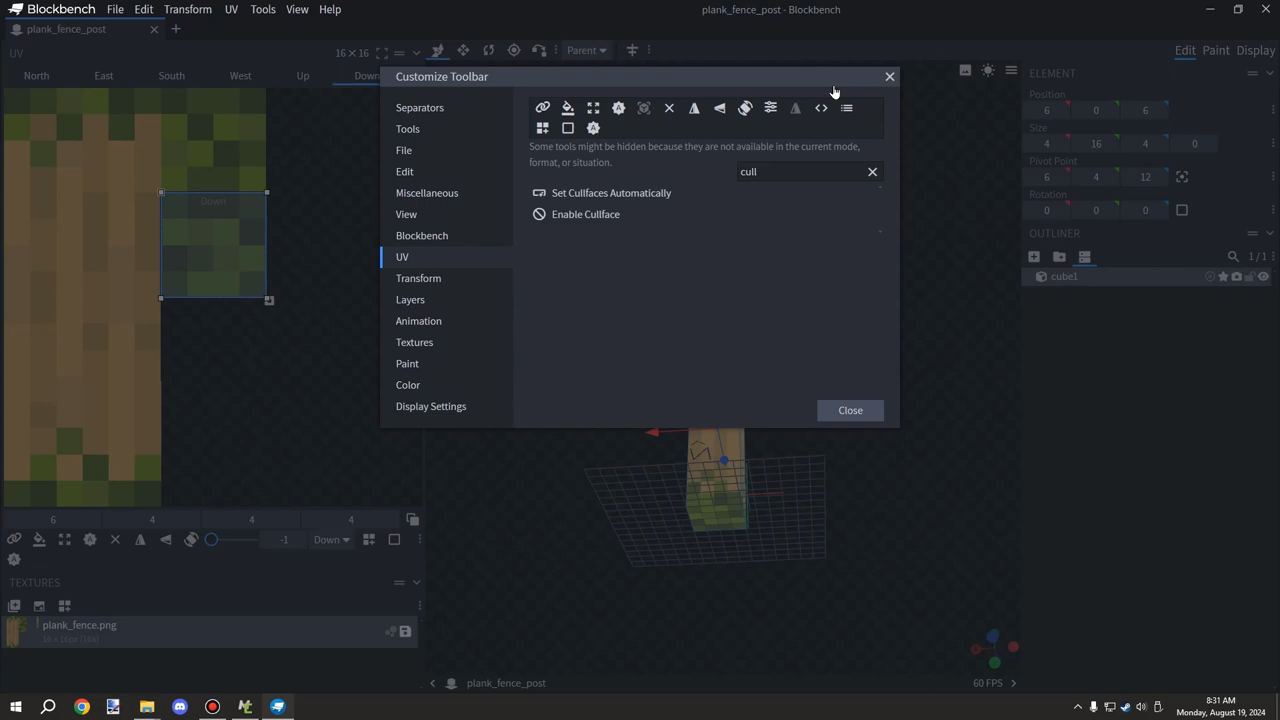 Blockbench File Edit Transform UV Tools View Help plank_fence_post - Blockbench
plank_fence_post
UV 16×16 Parent Edit Paint Display
North East South West Up Down
Customize Toolbar
Separators
Tools
File
Edit
Miscellaneous
View
Blockbench
UV
Transform
Layers
Animation
Textures
Paint
Color
Display Settings
Some tools might be hidden because they are not available in the current mode,
format, or situation.
cull
Set Cullfaces Automatically
Enable Cullface
Close
Down
ELEMENT
Position
6 0 6
Size
4 16 4 0
Pivot Point
6 4 12
Rotation
0 0 0
OUTLINER
1/1
cube1
6 4 4 4
-1 Down
TEXTURES
plank_fence.png
16 x 16px (16x)
plank_fence_post 60 FPS
8:31 AM
Monday, August 19, 2024